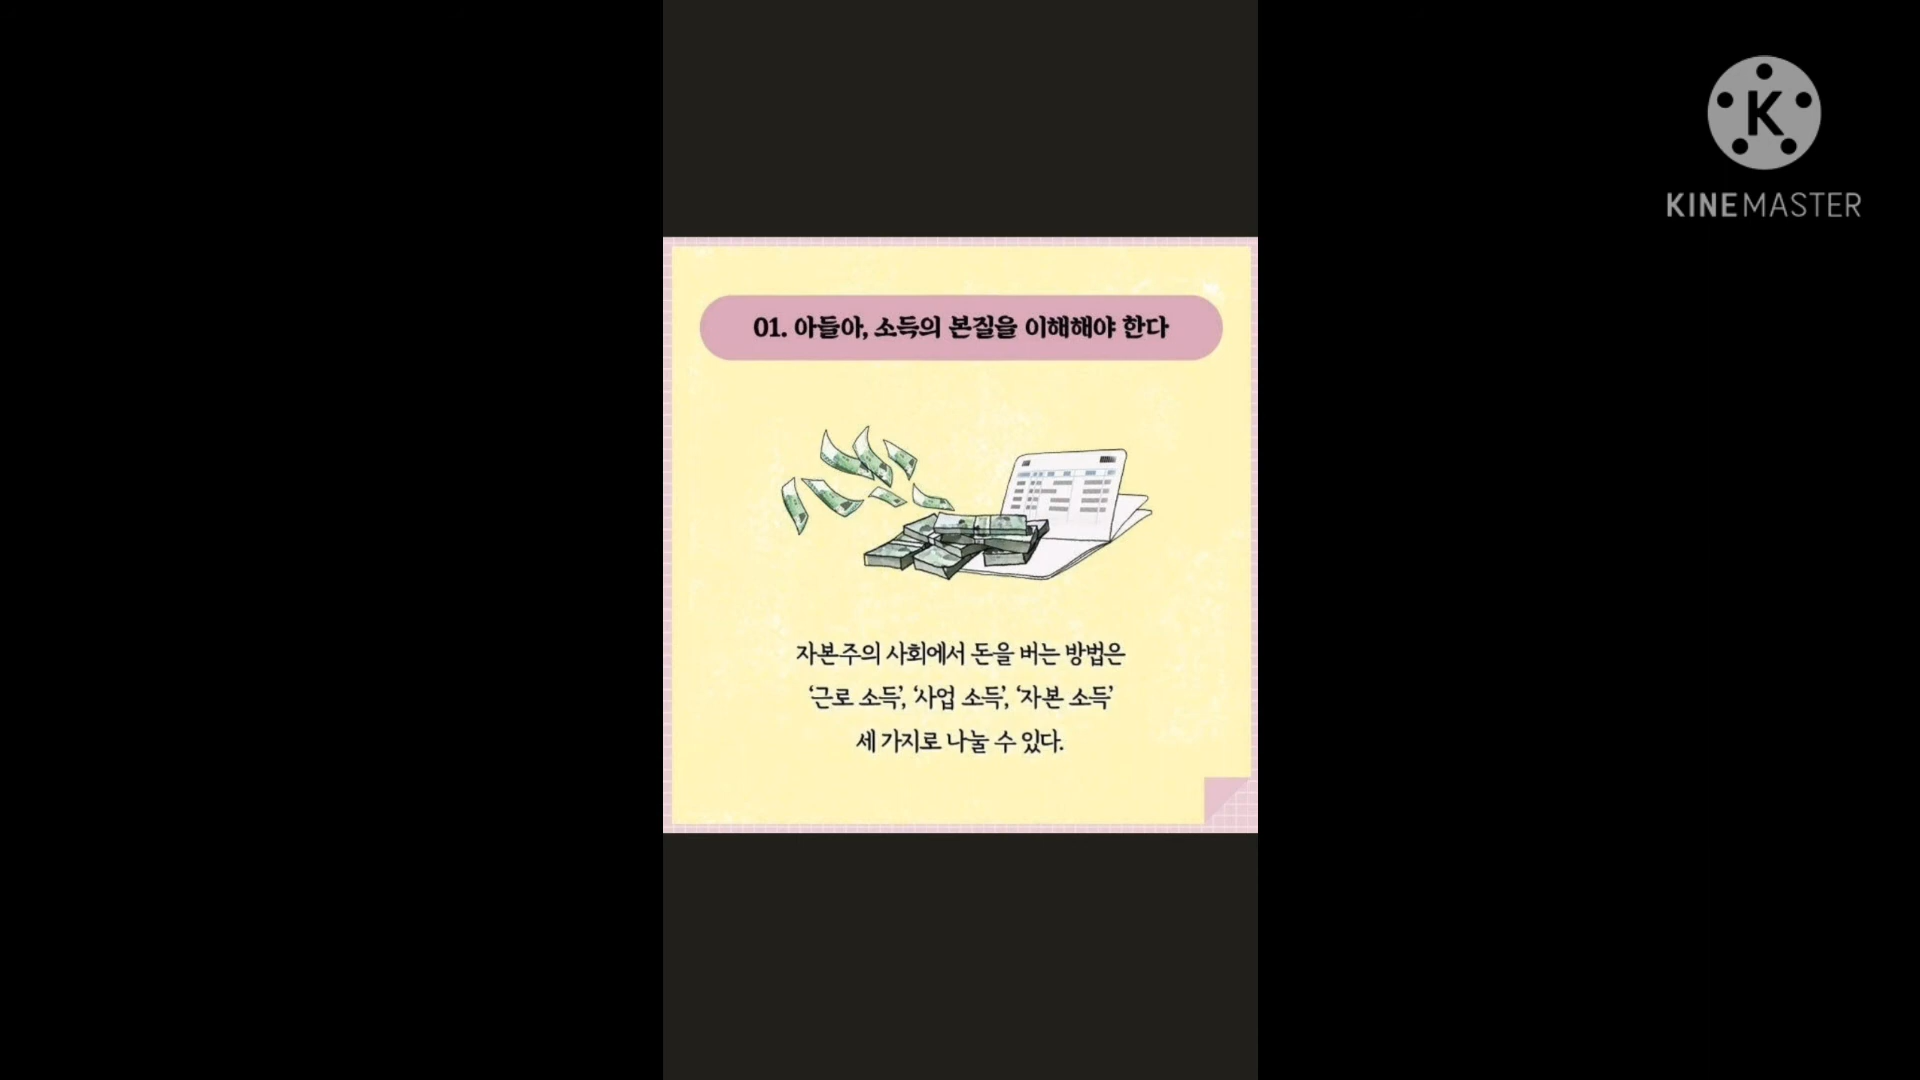 01. 아들아, 소득의 본질을 이해해야 한다
자본주의 사회에서 돈을 버는 방법은
‘근로 소득’, ‘사업 소득’, ‘자본 소득’
세 가지로 나눌 수 있다.
K
KINEMASTER